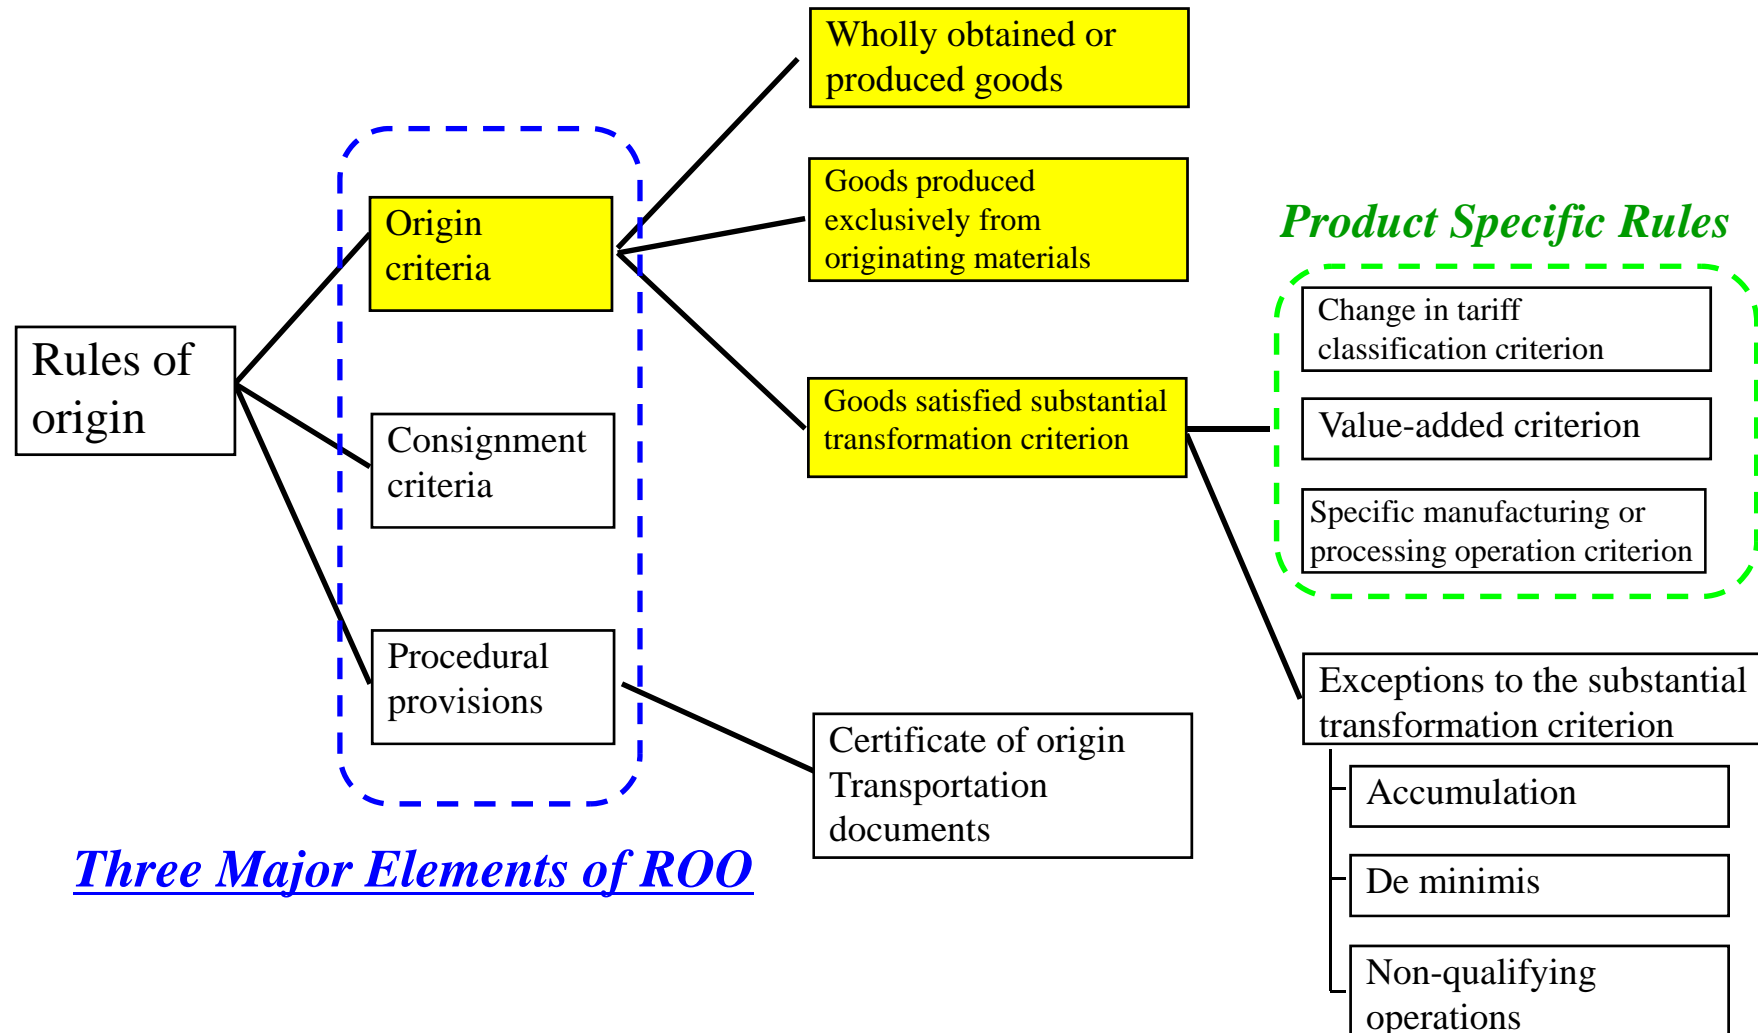 Rules of
origin
Origin
criteria
Consignment
criteria
Procedural
provisions
Three Major Elements of ROO
Wholly obtained or
produced goods
Goods produced
exclusively from
originating materials
Goods satisfied substantial
transformation criterion
Certificate of origin
Transportation
documents
Product Specific Rules
Change in tariff
classification criterion
Value-added criterion
Specific manufacturing or
processing operation criterion
Exceptions to the substantial
transformation criterion
Accumulation
De minimis
Non-qualifying
operations